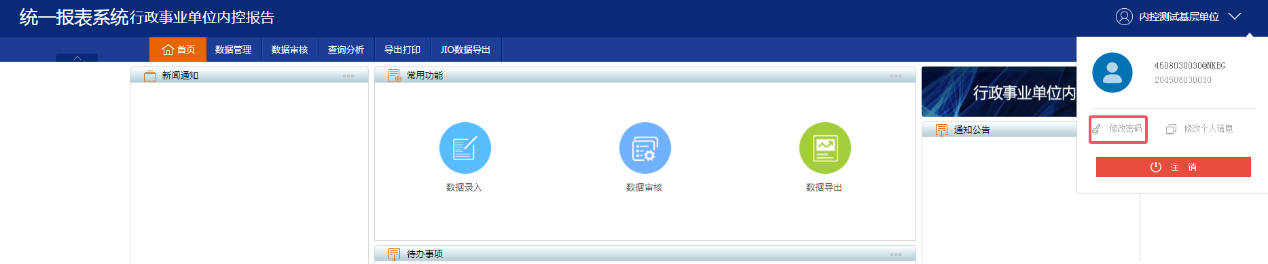 统一报表系统行政事业单位内控报告
内控测试基层单位
首页 数据管理 数据审核 查询分析 导出打印 JIO数据导出
新闻通知
常用功能
数据录入 数据审核 数据导出
待办事项
行政事业单位内
通知公告
450803003@NKBG
204508030030
修改密码 修改个人信息
注 销